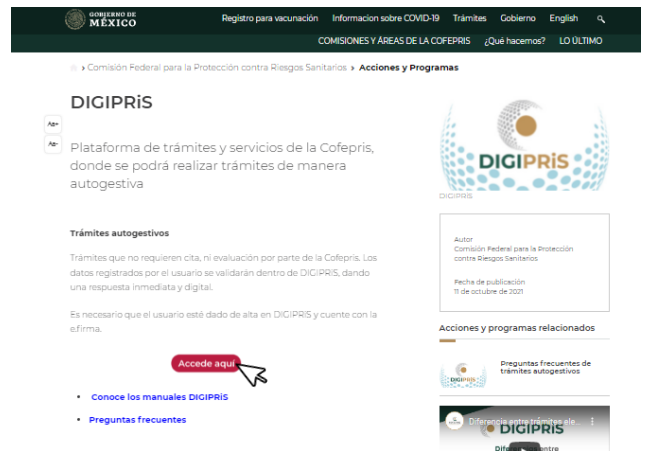 GOBIERNO DE
MÉXICO
Registro para vacunación Informacion sobre COVID-19 Trámites Gobierno English
COMISIONES Y ÁREAS DE LA COFEPRIS ¿Qué hacemos? LO ÚLTIMO
Comisión Federal para la Protección contra Riesgos Sanitarios Acciones y Programas
DIGIPRiS
Aa+
Aa-
Plataforma de trámites y servicios de la Cofepris,
donde se podrá realizar trámites de manera
autogestiva
Trámites autogestivos
Trámites que no requieren cita, ni evaluación por parte de la Cofepris. Los
datos registrados por el usuario se validarán dentro de DIGIPRiS, dando
una respuesta inmediata y digital.
Es necesario que el usuario esté dado de alta en DIGIPRiS y cuente con la
e.firma.
Accede aquí
• Conoce los manuales DIGIPRiS
• Preguntas frecuentes
DIGIPRiS
DIGIPRiS
Autor
Comisión Federal para la Protección
contra Riesgos Sanitarios
Fecha de publicación
11 de octubre de 2021
Acciones y programas relacionados
DIGIPRiS
Preguntas frecuentes de
trámites autogestivos
Diferencia entre trámites ele...
DIGIPRiS
entre